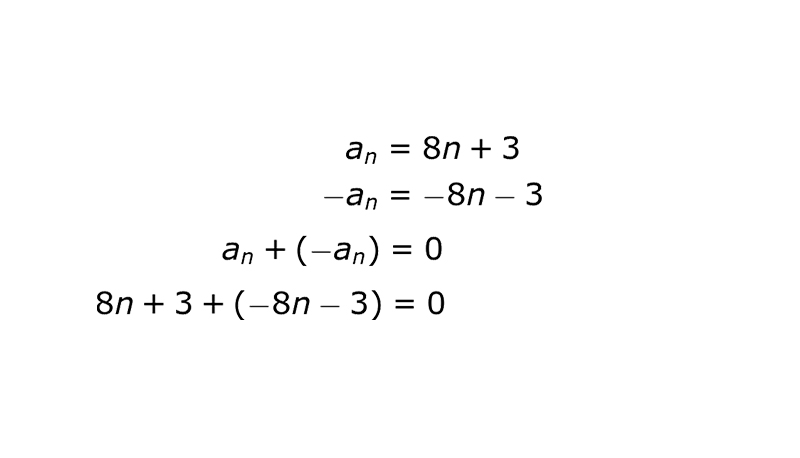 aₙ = 8n + 3
−aₙ = −8n − 3
aₙ + (−aₙ) = 0
8n + 3 + (−8n − 3) = 0